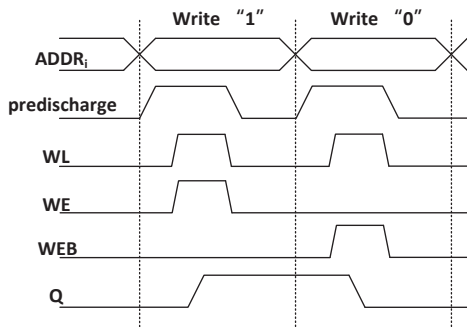 Write “1” Write “0”
ADDRi
predischarge
WL
WE
WEB
Q